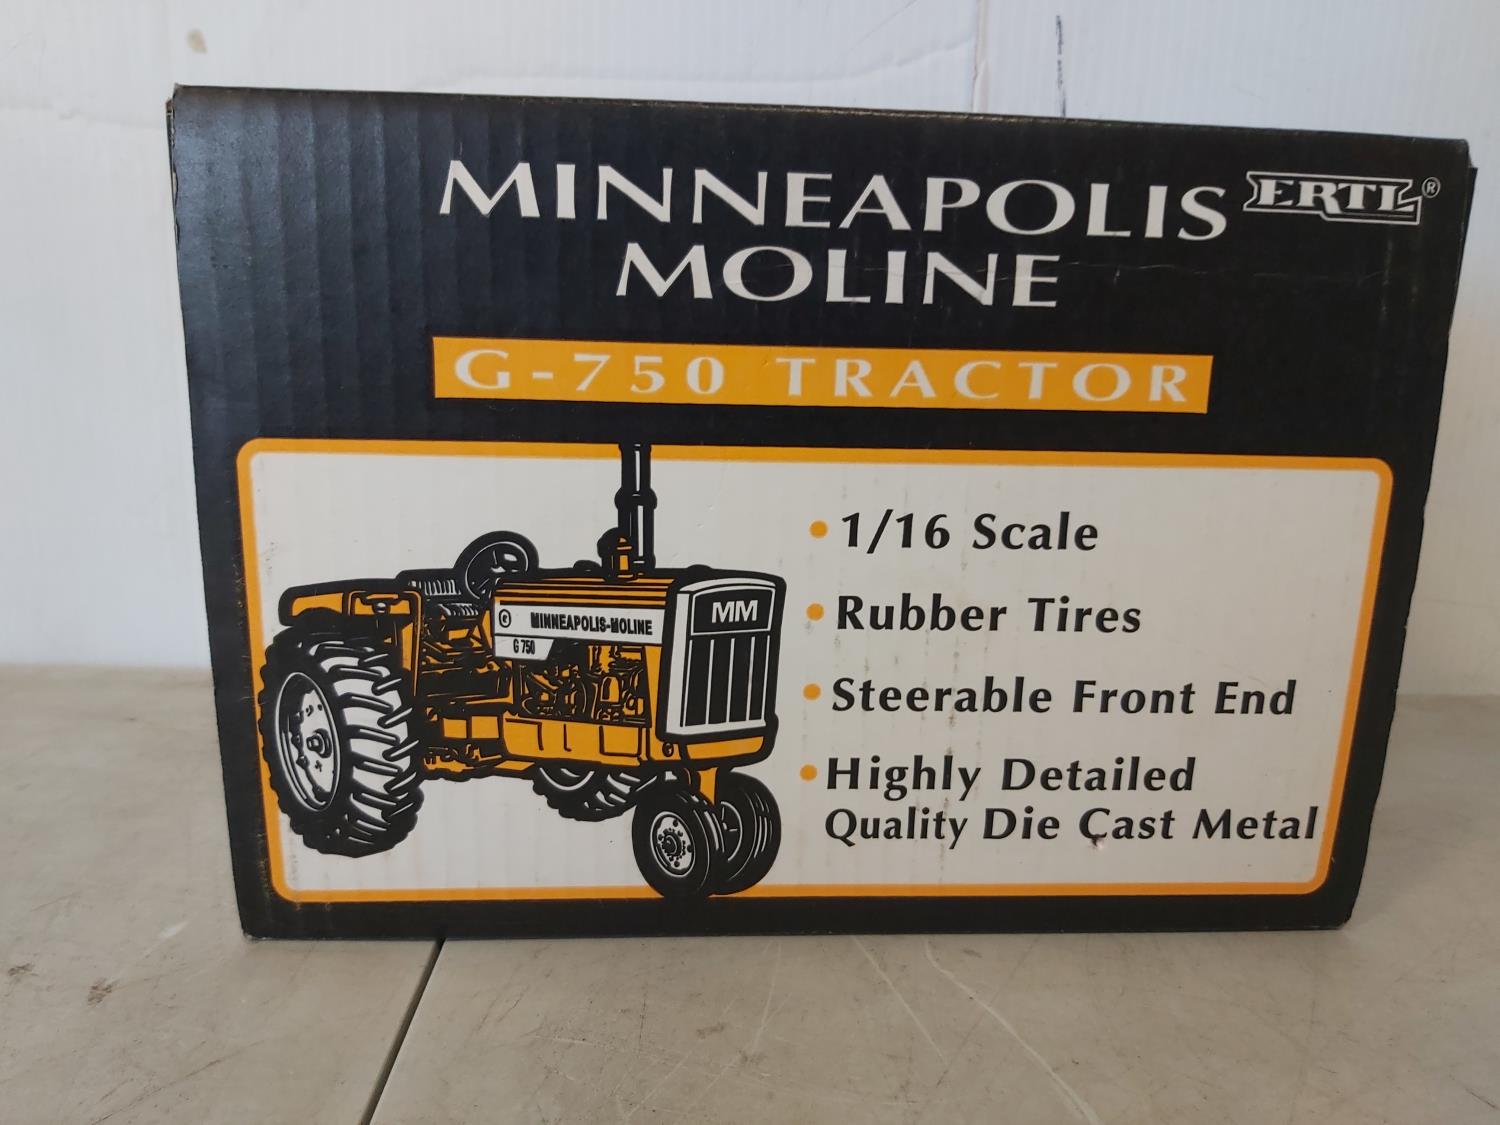 MINNEAPOLIS
MOLINE
ERTL®
G-750 TRACTOR
MINNEAPOLIS-MOLINE
G 750
MM
• 1/16 Scale
• Rubber Tires
• Steerable Front End
• Highly Detailed
Quality Die Cast Metal